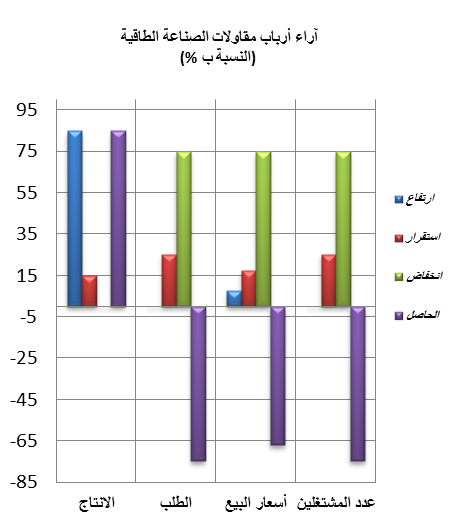 آراء أرباب مقاولات الصناعة الطاقية
(النسبة ب %)
95
75
55
35
15
-5
-25
-45
-65
-85
ارتفاع
استقرار
انخفاض
الحاصل
الانتاج
الطلب
أسعار البيع
عدد المشتغلين